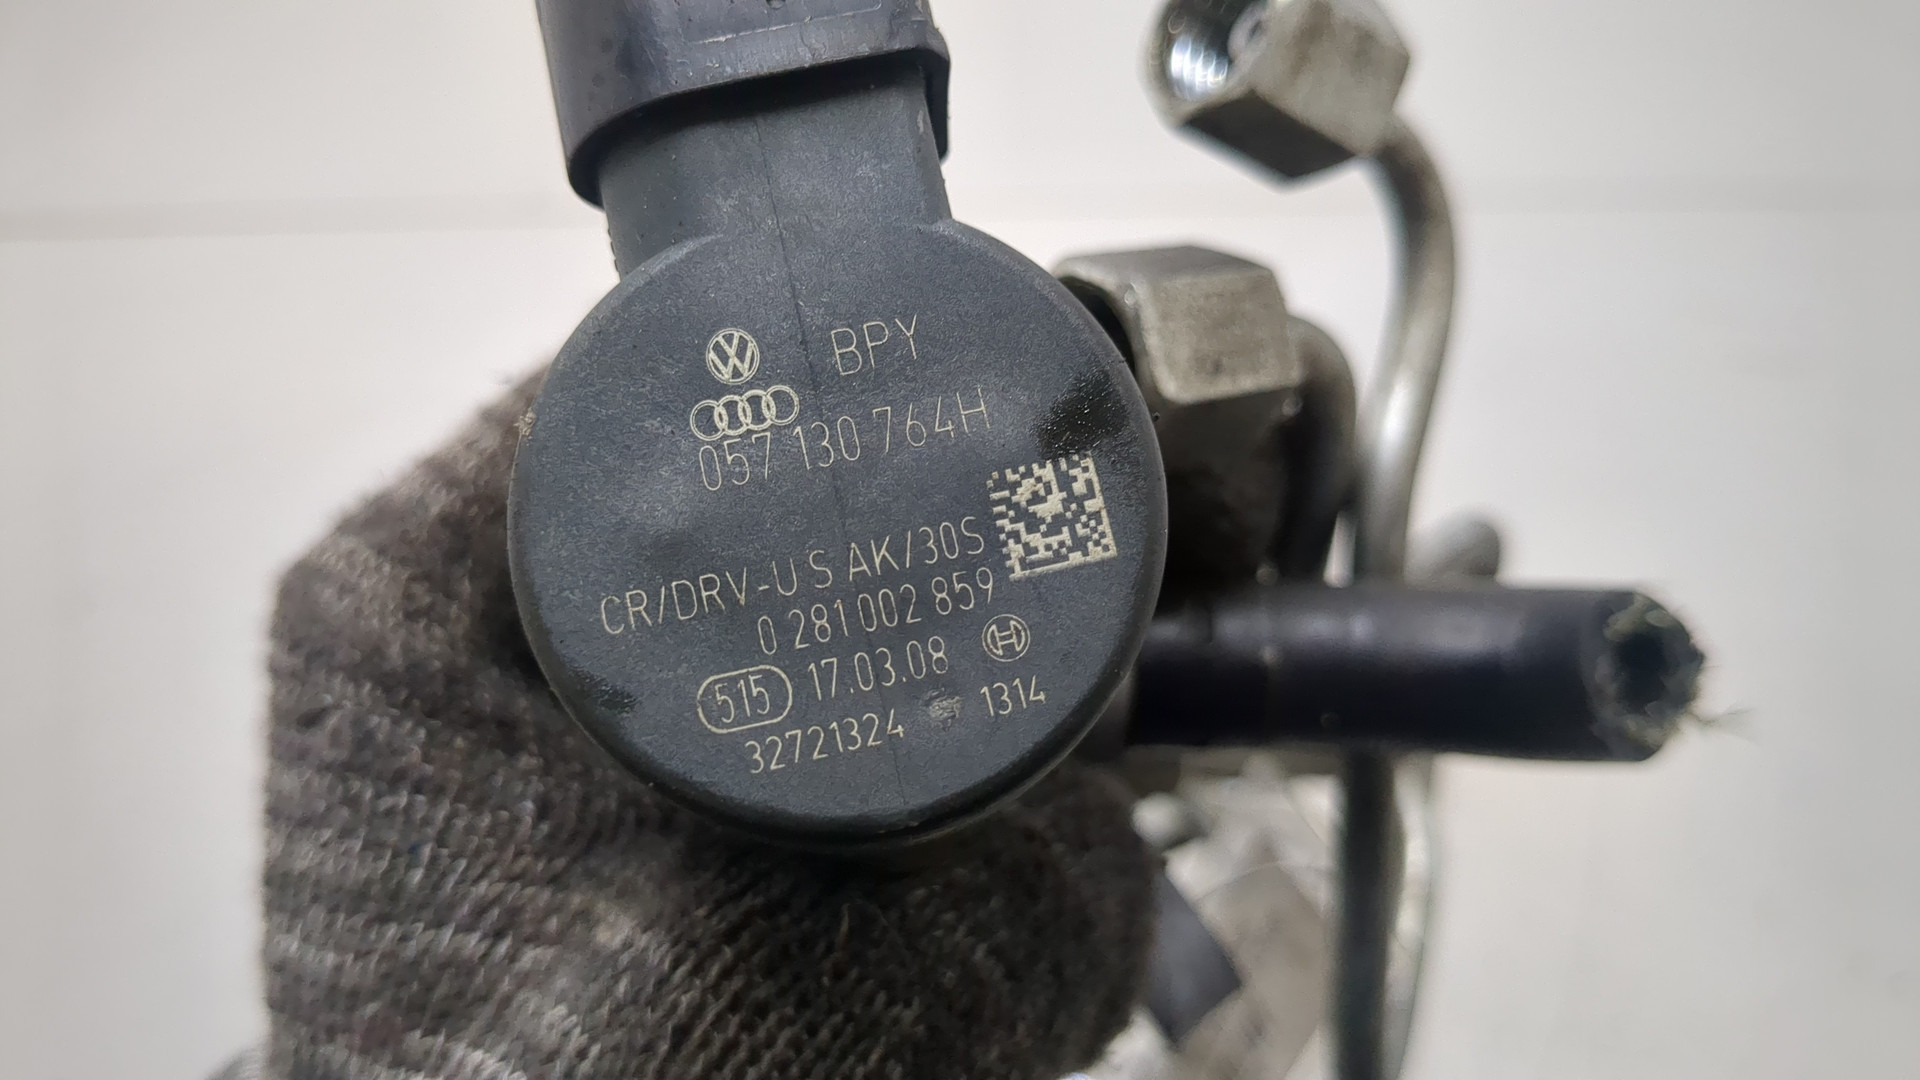 BPY
057 130 764H
CR/DRV-U S AK/30S
0 281 002 859
515 17.03.08
32721324 1314